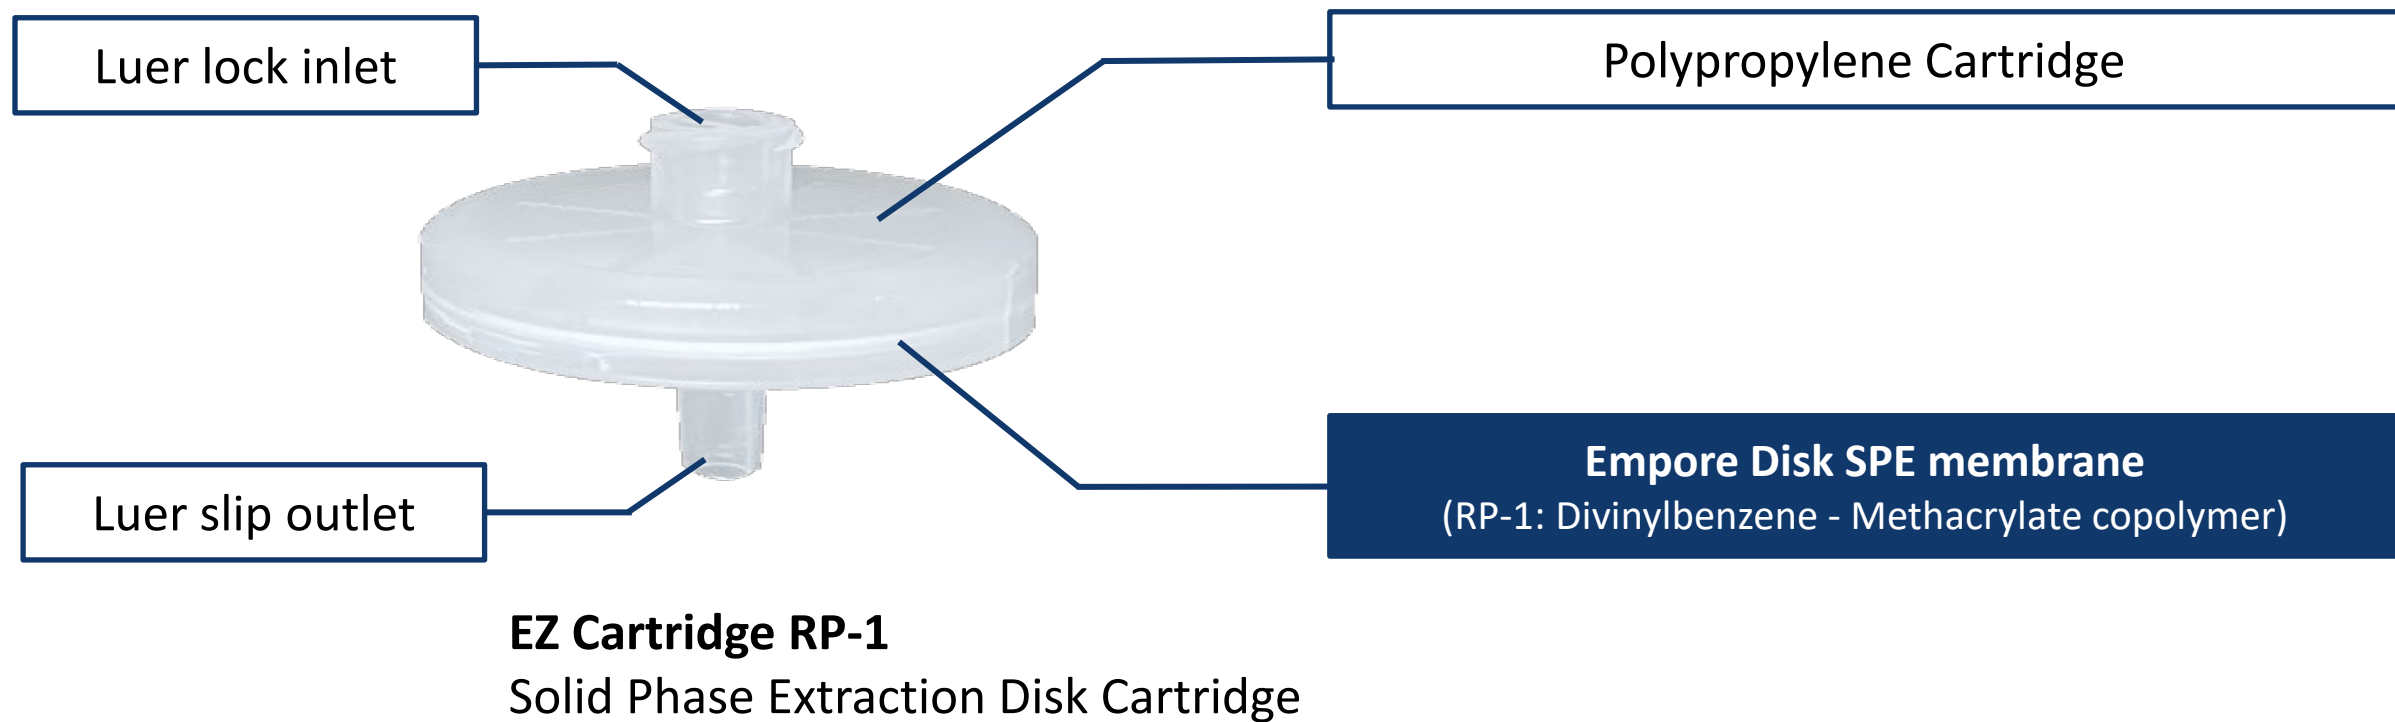 Luer lock inlet
Polypropylene Cartridge
Luer slip outlet
Empore Disk SPE membrane
(RP-1: Divinylbenzene - Methacrylate copolymer)
EZ Cartridge RP-1
Solid Phase Extraction Disk Cartridge